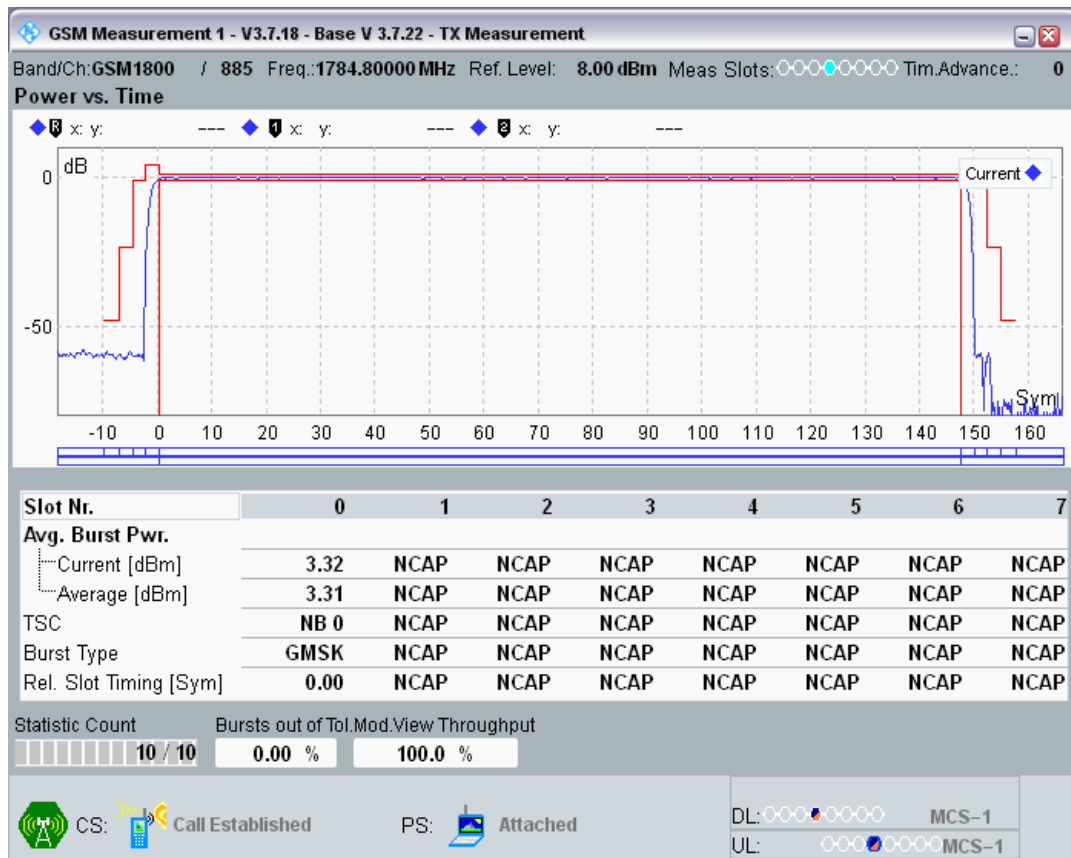 GSM Measurement 1 - V3.7.18 - Base V 3.7.22 - TX Measurement
Band/Ch:GSM1800 / 885 Freq.:1784.80000 MHz Ref. Level: 8.00 dBm Meas Slots: Tim.Advance.: 0
Power vs. Time
R x: y: --- 1 x: y: --- 2 x: y: ---
dB
Current
0
-50
Sym
-10 0 10 20 30 40 50 60 70 80 90 100 110 120 130 140 150 160
Slot Nr. 0 1 2 3 4 5 6 7
Avg. Burst Pwr.
Current [dBm] 3.32 NCAP NCAP NCAP NCAP NCAP NCAP NCAP
Average [dBm] 3.31 NCAP NCAP NCAP NCAP NCAP NCAP NCAP
TSC NB 0 NCAP NCAP NCAP NCAP NCAP NCAP NCAP
Burst Type GMSK NCAP NCAP NCAP NCAP NCAP NCAP NCAP
Rel. Slot Timing [Sym] 0.00 NCAP NCAP NCAP NCAP NCAP NCAP NCAP
Statistic Count Bursts out of Tol. Mod.View Throughput
10 / 10 0.00 % 100.0 %
CS: Call Established PS: Attached DL: MCS-1
UL: MCS-1